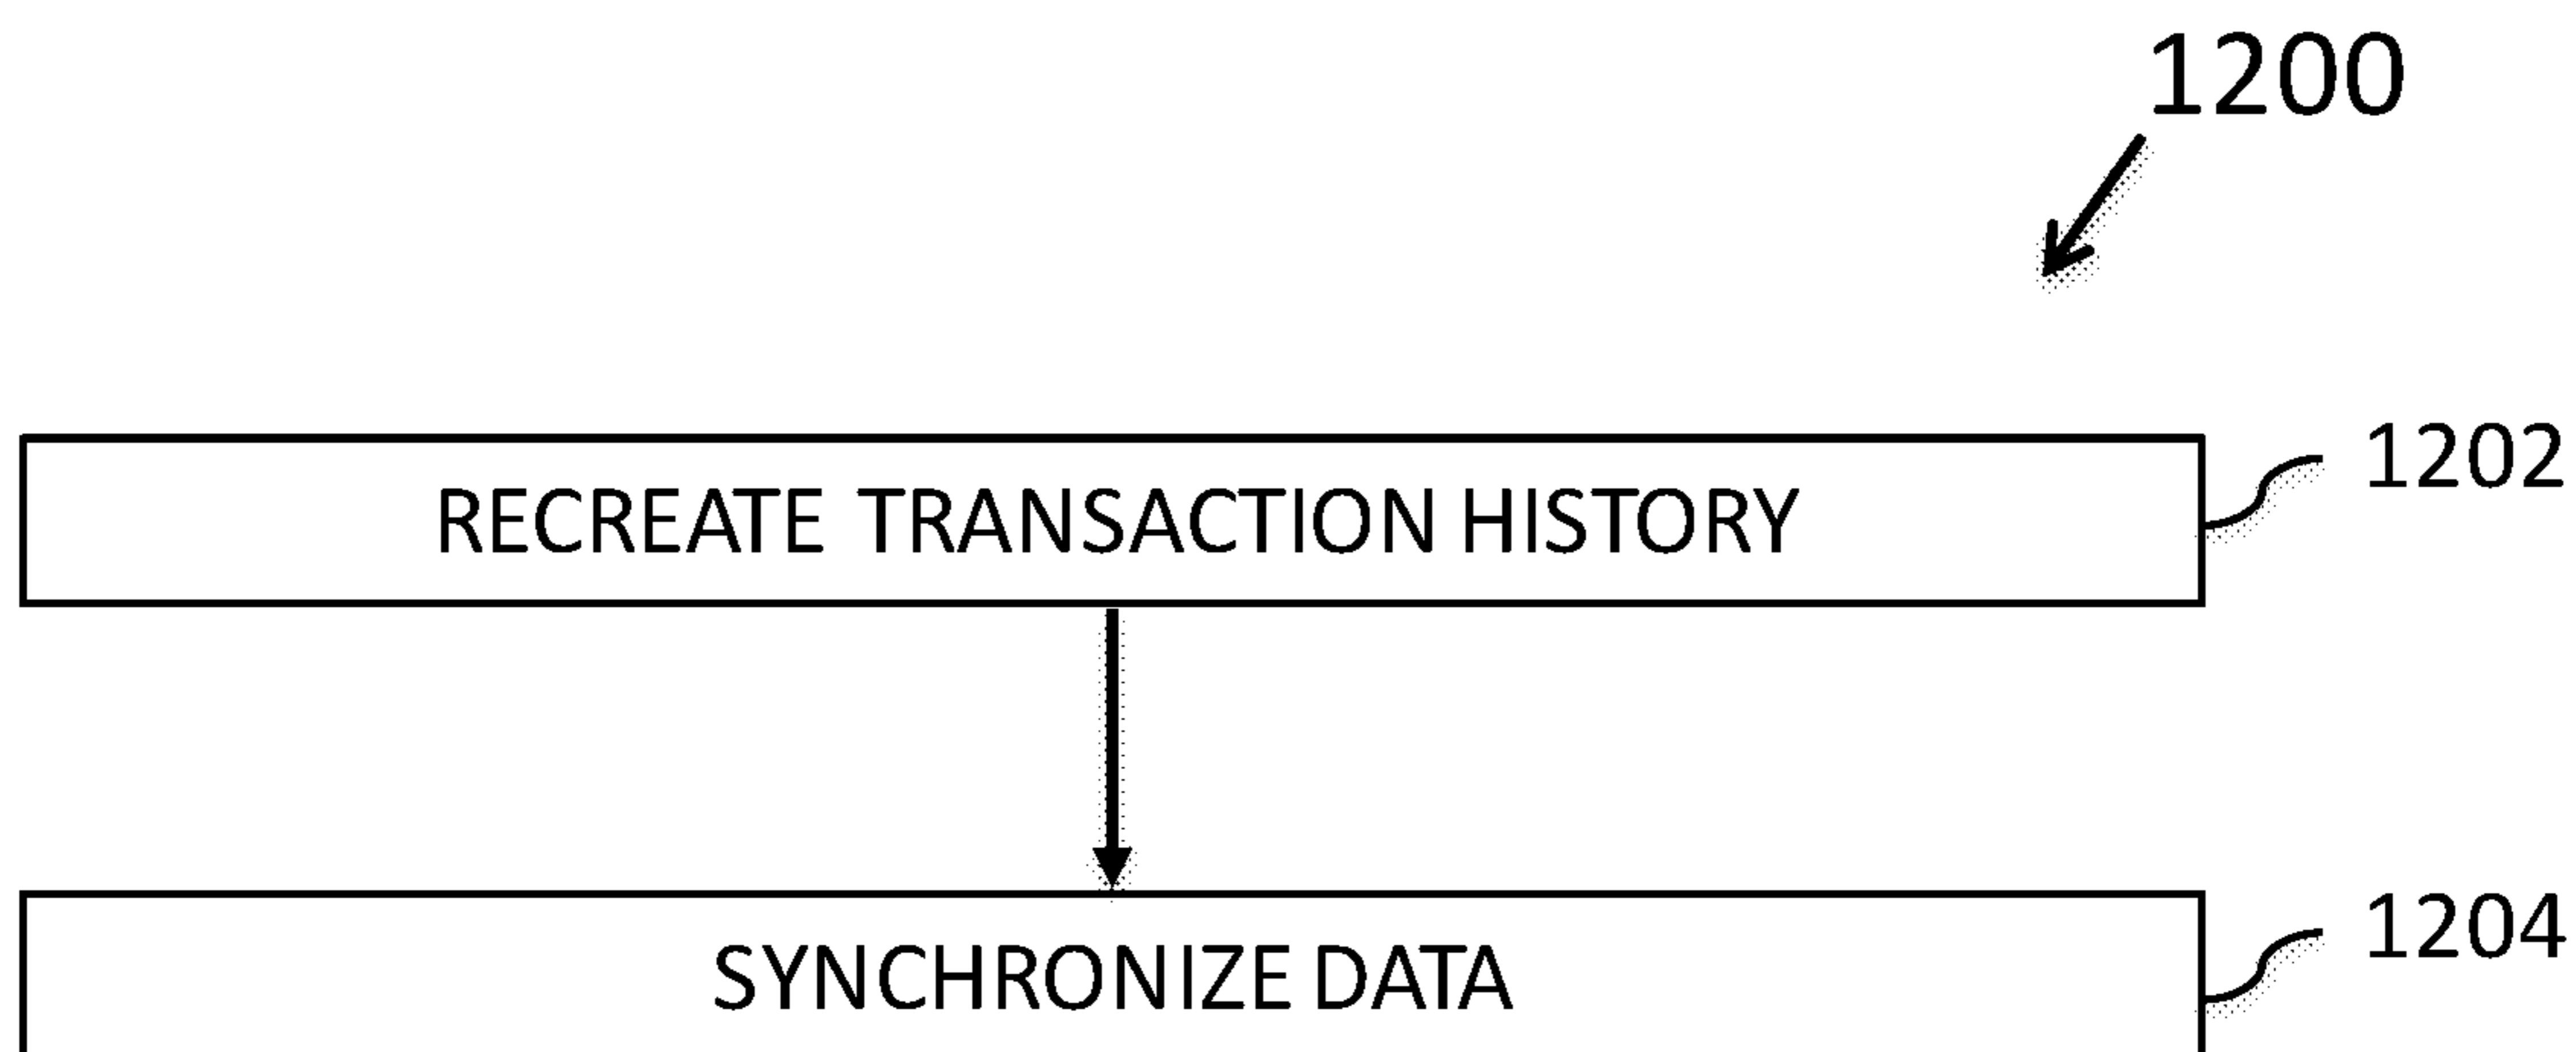 1200
1202
RECREATE TRANSACTION HISTORY
1204
SYNCHRONIZE DATA